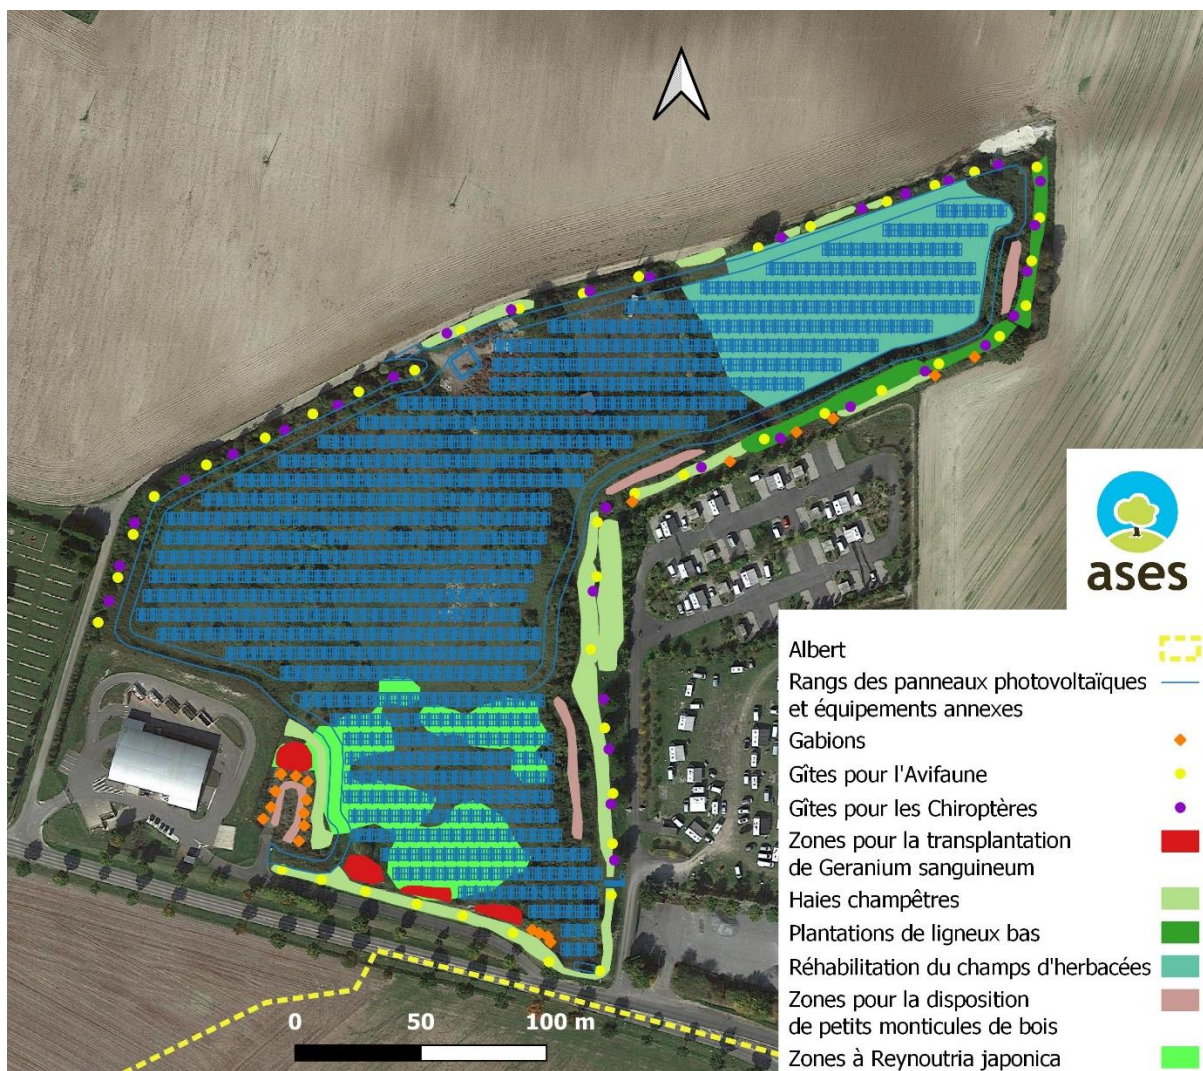 ases
Albert
Rangs des panneaux photovoltaïques
et équipements annexes
Gabions
Gîtes pour l'Avifaune
Gîtes pour les Chiroptères
Zones pour la transplantation
de Geranium sanguineum
Haies champêtres
Plantations de ligneux bas
Réhabilitation du champs d'herbacées
Zones pour la disposition
de petits monticules de bois
Zones à Reynoutria japonica
0 50 100 m